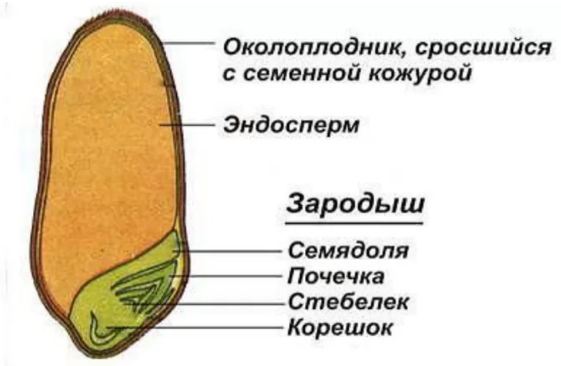 Околоплодник, сросшийся
с семенной кожурой
Эндосперм
Зародыш
Семядоля
Почечка
Стебелек
Корешок